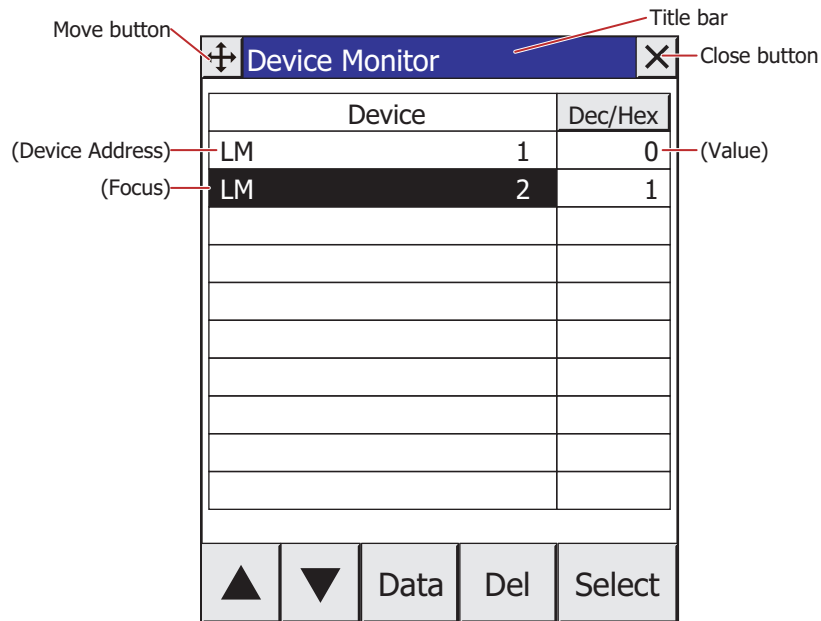 Title bar
Move button
Device Monitor
Close button
Device Dec/Hex
(Device Address) LM 1 0 (Value)
(Focus) LM 2 1
Data Del Select